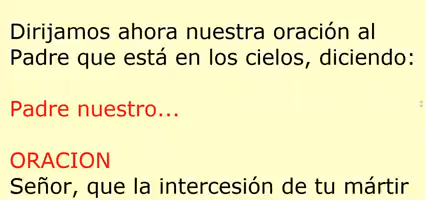 Dirijamos ahora nuestra oración al
Padre que está en los cielos, diciendo:
Padre nuestro...
ORACION
Señor, que la intercesión de tu mártir